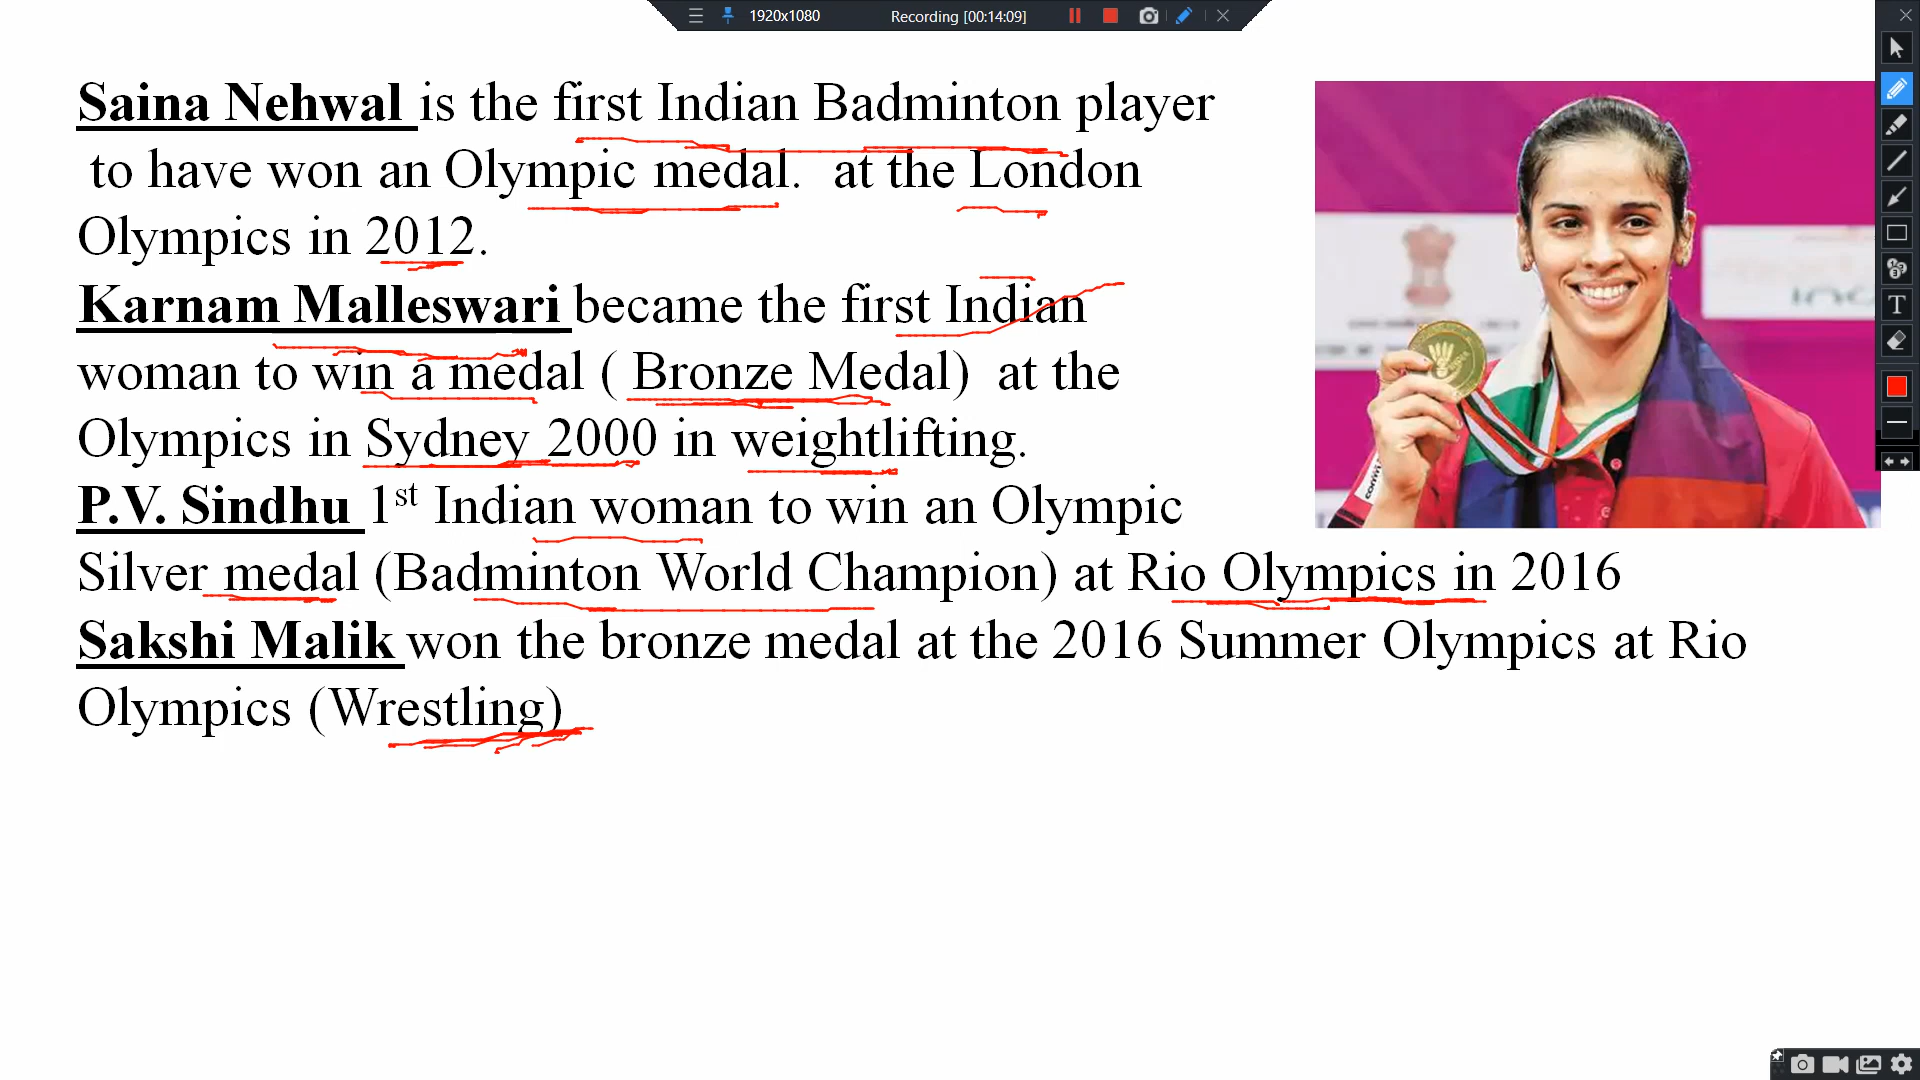 1920x1080 Recording [00:14:09]
Saina Nehwal is the first Indian Badminton player
to have won an Olympic medal. at the London
Olympics in 2012.
Karnam Malleswari became the first Indian
woman to win a medal ( Bronze Medal) at the
Olympics in Sydney 2000 in weightlifting.
P.V. Sindhu 1st Indian woman to win an Olympic
Silver medal (Badminton World Champion) at Rio Olympics in 2016
Sakshi Malik won the bronze medal at the 2016 Summer Olympics at Rio
Olympics (Wrestling)